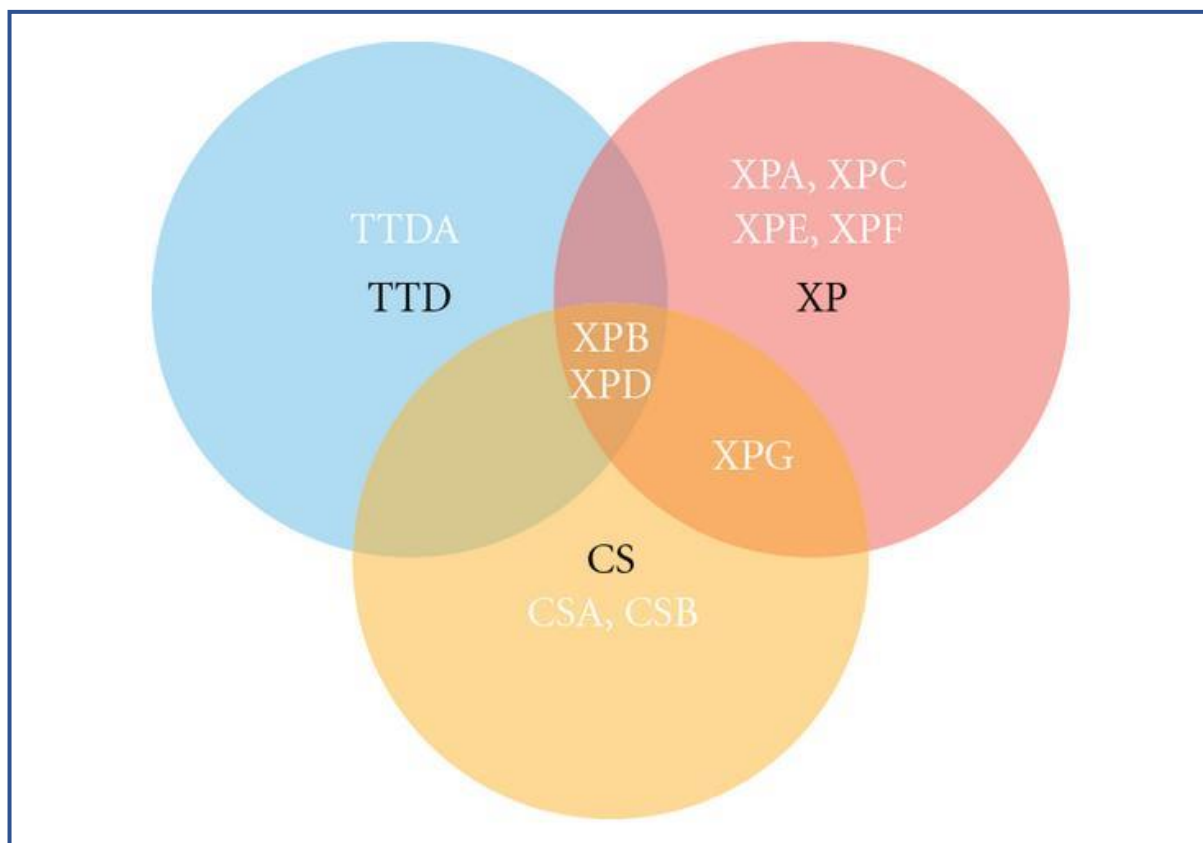 XPA, XPC
XPE, XPF
XP
TTDA
TTD
XPB
XPD
XPG
CS
CSA, CSB